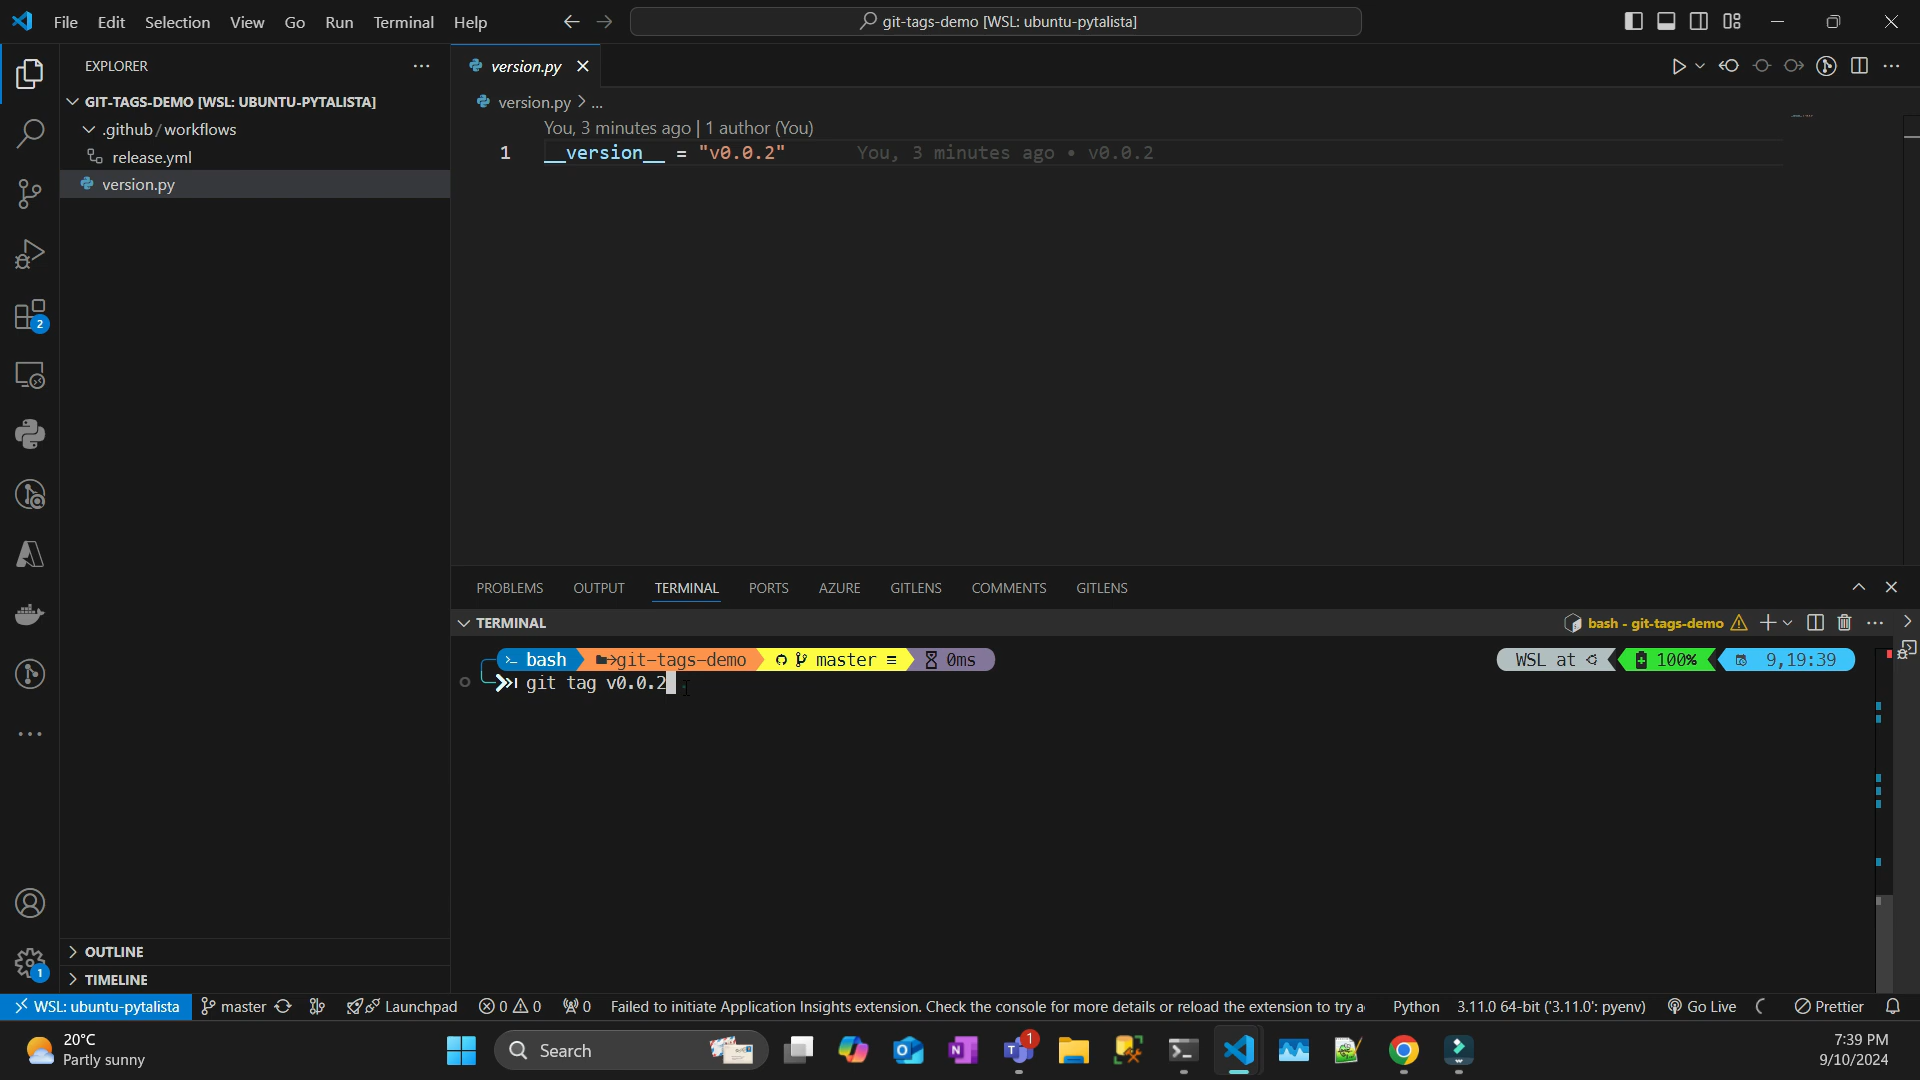 File Edit Selection View Go Run Terminal Help
git-tags-demo [WSL: ubuntu-pytalista]
EXPLORER
GIT-TAGS-DEMO [WSL: UBUNTU-PYTALISTA]
.github / workflows
release.yml
version.py
version.py
version.py > ...
You, 3 minutes ago | 1 author (You)
1 __version__ = "v0.0.2" You, 3 minutes ago • v0.0.2
PROBLEMS OUTPUT TERMINAL PORTS AZURE GITLENS COMMENTS GITLENS
TERMINAL
bash - git-tags-demo
bash git-tags-demo master ≡ 0ms
WSL at 100% 9,19:39
git tag v0.0.2
2
OUTLINE
TIMELINE
1
WSL: ubuntu-pytalista master Launchpad 0 0 0 Failed to initiate Application Insights extension. Check the console for more details or reload the extension to try a Python 3.11.0 64-bit ('3.11.0': pyenv) Go Live Prettier
20°C
Partly sunny
Search
1
7:39 PM
9/10/2024